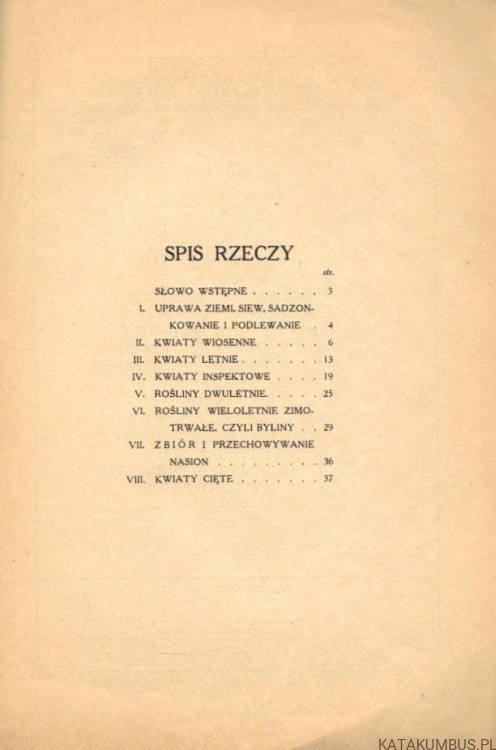 SPIS RZECZY
str.
SŁOWO WSTĘPNE . . . . . . 3
I. UPRAWA ZIEMI, SIEW, SADZON-
KOWANIE I PODLEWANIE . . 4
II. KWIATY WIOSENNE . . . . . 6
III. KWIATY LETNIE . . . . . . . 13
IV. KWIATY INSPEKTOWE . . . . 19
V. ROŚLINY DWULETNIE. . . . . 25
VI. ROŚLINY WIELOLETNIE ZIMO-
TRWAŁE, CZYLI BYLINY . . 29
VII. ZBIÓR I PRZECHOWYWANIE
NASION . . . . . . . . . 36
VIII. KWIATY CIĘTE . . . . . . . 37
KATAKUMBUS.PL